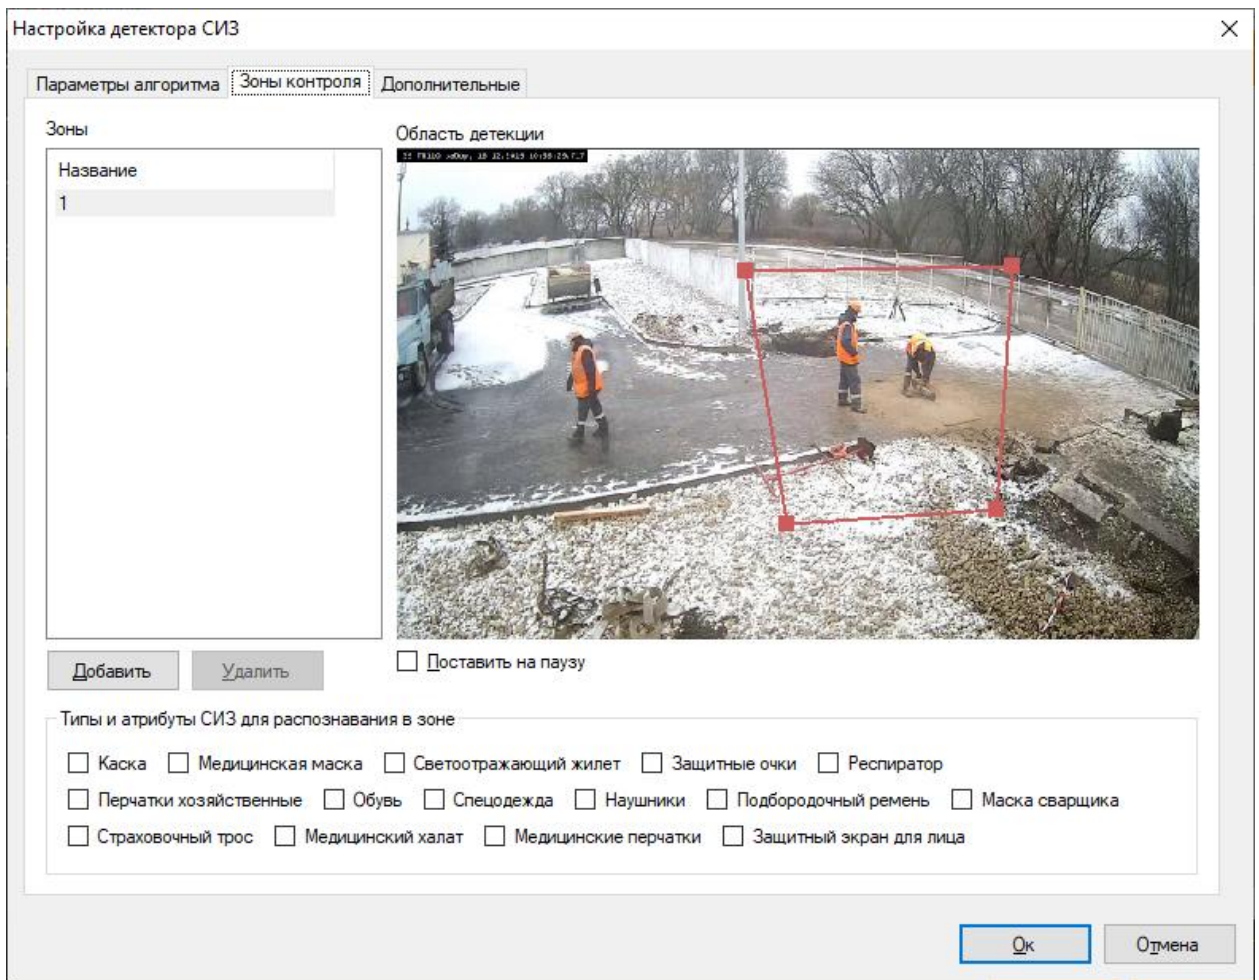 Настройка детектора СИЗ
Параметры алгоритма Зоны контроля Дополнительные
Зоны
Область детекции
Название
1
Добавить Удалить
Поставить на паузу
Типы и атрибуты СИЗ для распознавания в зоне
Каска Медицинская маска Светоотражающий жилет Защитные очки Респиратор
Перчатки хозяйственные Обувь Спецодежда Наушники Подбородочный ремень Маска сварщика
Страховочный трос Медицинский халат Медицинские перчатки Защитный экран для лица
Ок Отмена